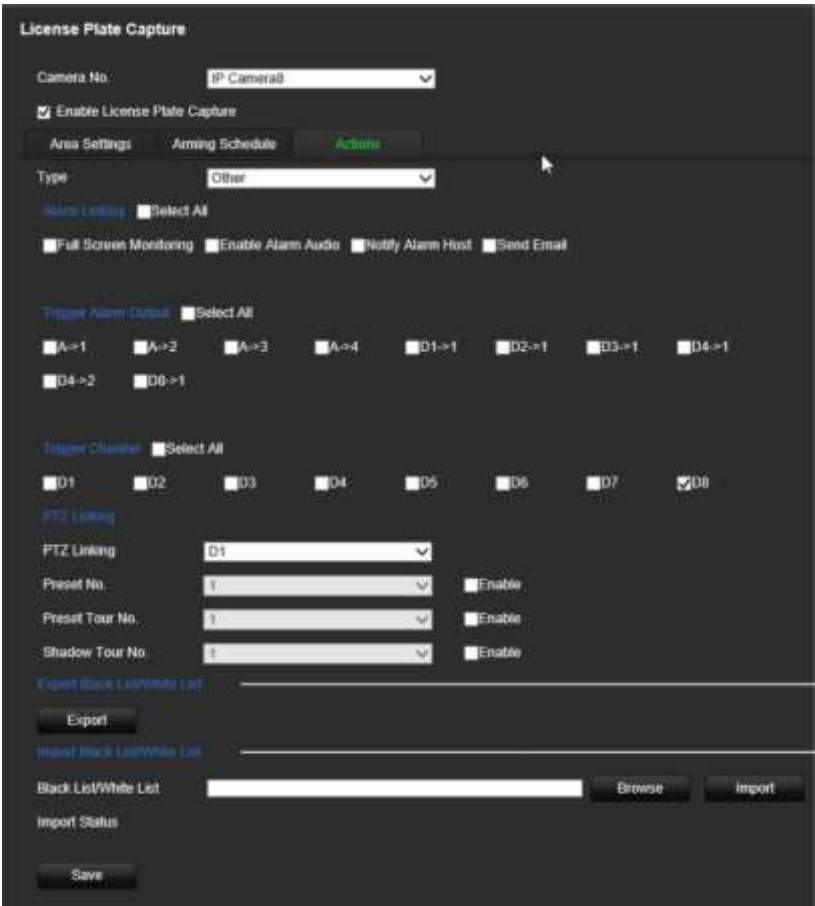 License Plate Capture
Camera No. IP Camera8
Enable License Plate Capture
Area Settings Arming Schedule Actions
Type Other
Alarm Linking Select All
Full Screen Monitoring Enable Alarm Audio Notify Alarm Host Send Email
Trigger Alarm Output Select All
A->1 A->2 A->3 A->4 D1->1 D2->1 D3->1 D4->1
D4->2 D8->1
Trigger Channel Select All
D1 D2 D3 D4 D5 D6 D7 D8
PTZ Linking
PTZ Linking D1
Preset No. 1 Enable
Preset Tour No. 1 Enable
Shadow Tour No. 1 Enable
Export Black List/White List
Export
Import Black List/White List
Black List/White List Browse Import
Import Status
Save